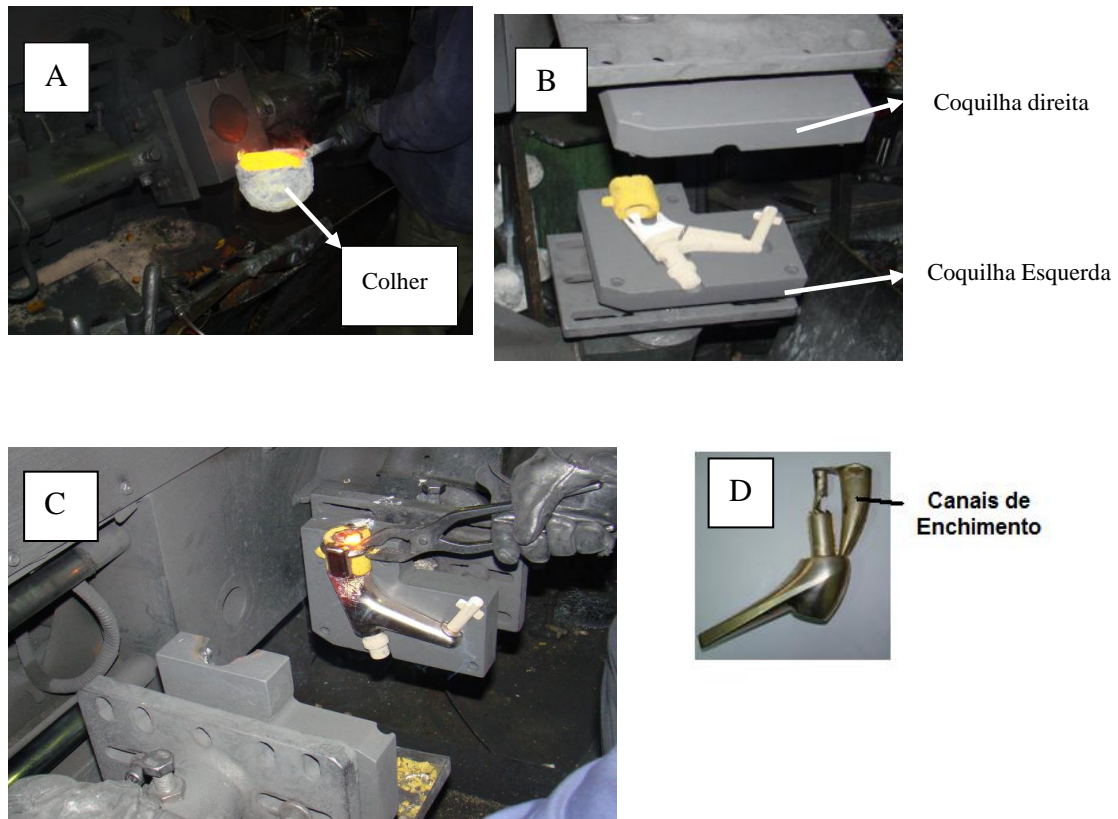 A
Colher
B
Coquilha direita
Coquilha Esquerda
C
D
Canais de
Enchimento